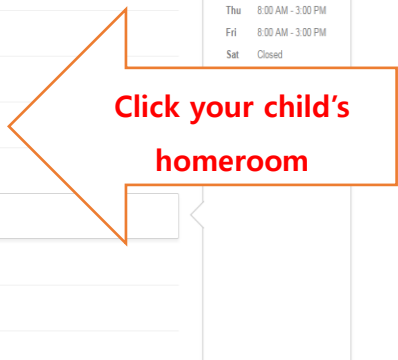 Thu 8:00 AM - 3:00 PM
Fri 8:00 AM - 3:00 PM
Sat Closed
Click your child's
homeroom